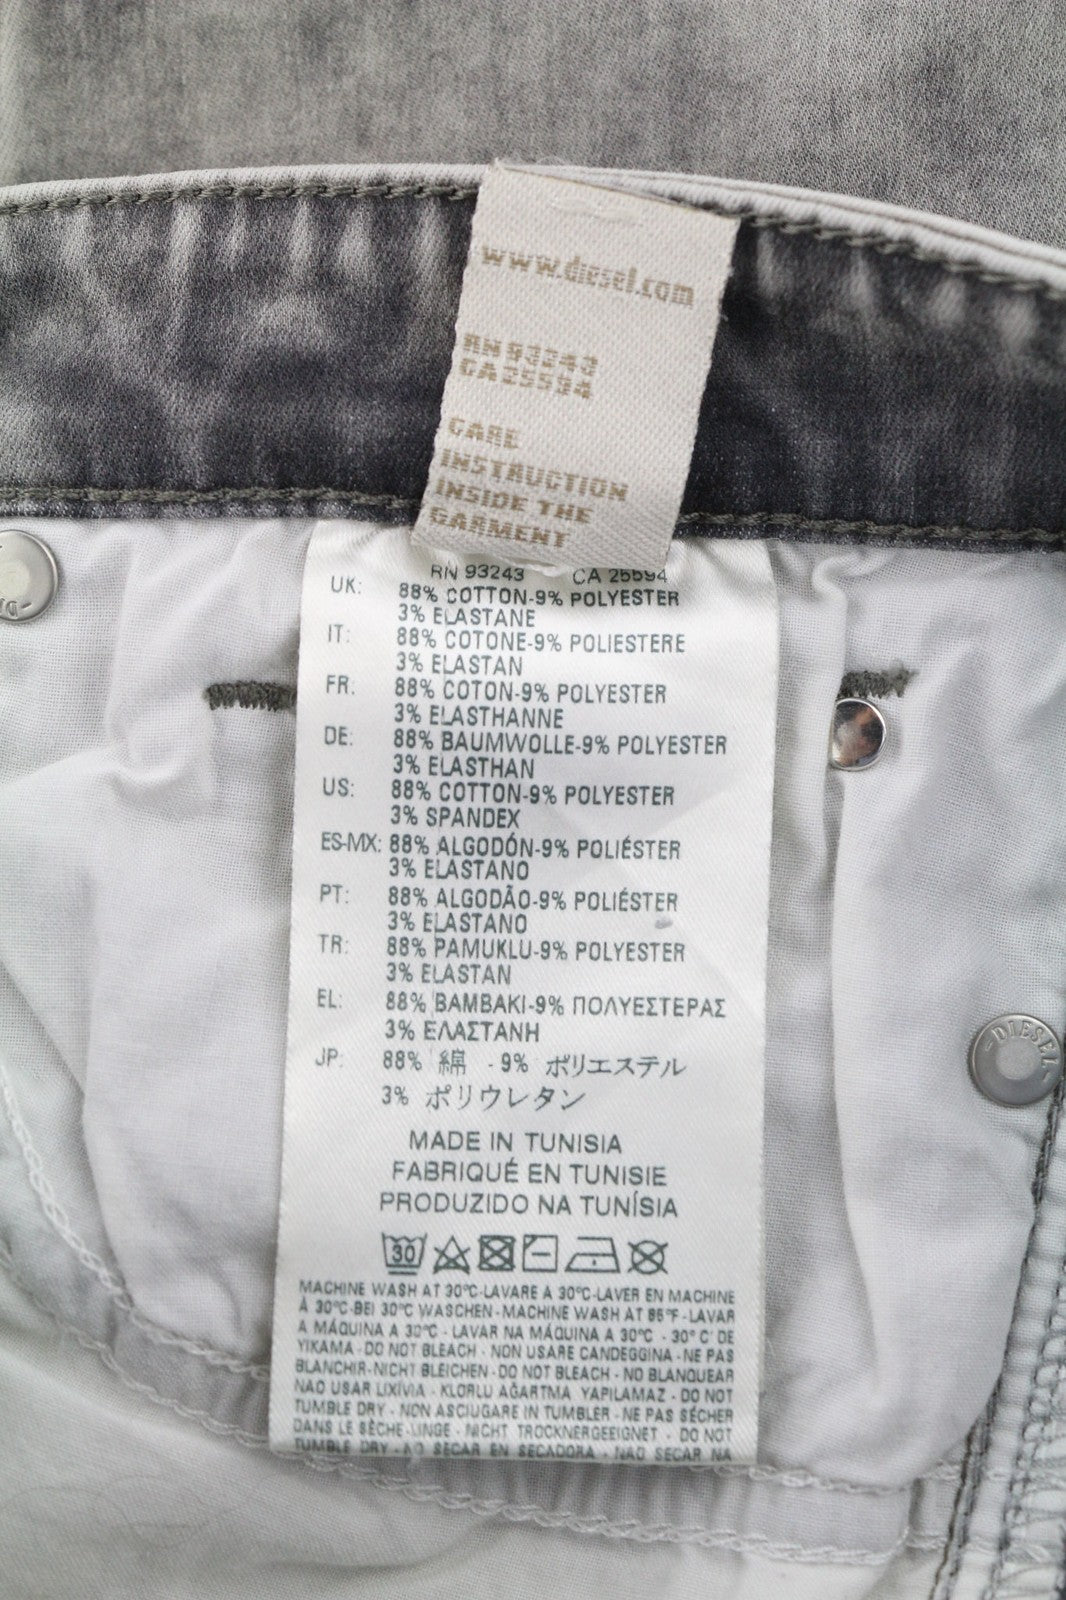 www.diesel.com
RN93243
CA25594
CARE
INSTRUCTION
INSIDE THE
GARMENT
RN 93243 CA 25594
UK: 88% COTTON-9% POLYESTER
3% ELASTANE
IT: 88% COTONE-9% POLIESTERE
3% ELASTAN
FR: 88% COTON-9% POLYESTER
3% ELASTHANNE
DE: 88% BAUMWOLLE-9% POLYESTER
3% ELASTHAN
US: 88% COTTON-9% POLYESTER
3% SPANDEX
ES-MX: 88% ALGODÓN-9% POLIÉSTER
3% ELASTANO
PT: 88% ALGODÃO-9% POLIÉSTER
3% ELASTANO
TR: 88% PAMUKLU-9% POLYESTER
3% ELASTAN
EL: 88% ΒΑΜΒΑΚΙ-9% ΠΟΛΥΕΣΤΕΡΑΣ
3% ΕΛΑΣΤΑΝΗ
JP: 88% 綿 - 9% ポリエステル
3% ポリウレタン
MADE IN TUNISIA
FABRIQUÉ EN TUNISIE
PRODUZIDO NA TUNÍSIA
30
MACHINE WASH AT 30°C-LAVARE A 30°C-LAVER EN MACHINE
À 30°C-BEI 30°C WASCHEN-MACHINE WASH AT 86°F-LAVAR
A MÁQUINA A 30°C - LAVAR NA MÁQUINA A 30°C - 30° C' DE
YIKAMA - DO NOT BLEACH - NON USARE CANDEGGINA - NE PAS
BLANCHIR-NICHT BLEICHEN - DO NOT BLEACH - NO BLANQUEAR
NAO USAR LIXÍVIA - KLORLU AĞARTMA YAPILAMAZ - DO NOT
TUMBLE DRY - NON ASCIUGARE IN TUMBLER - NE PAS SÉCHER
DANS LE SÈCHE-LINGE - NICHT TROCKNERGEEIGNET - DO NOT
TUMBLE DRY - NO SECAR EN SECADORA - NAO SECAR NA
DIESEL